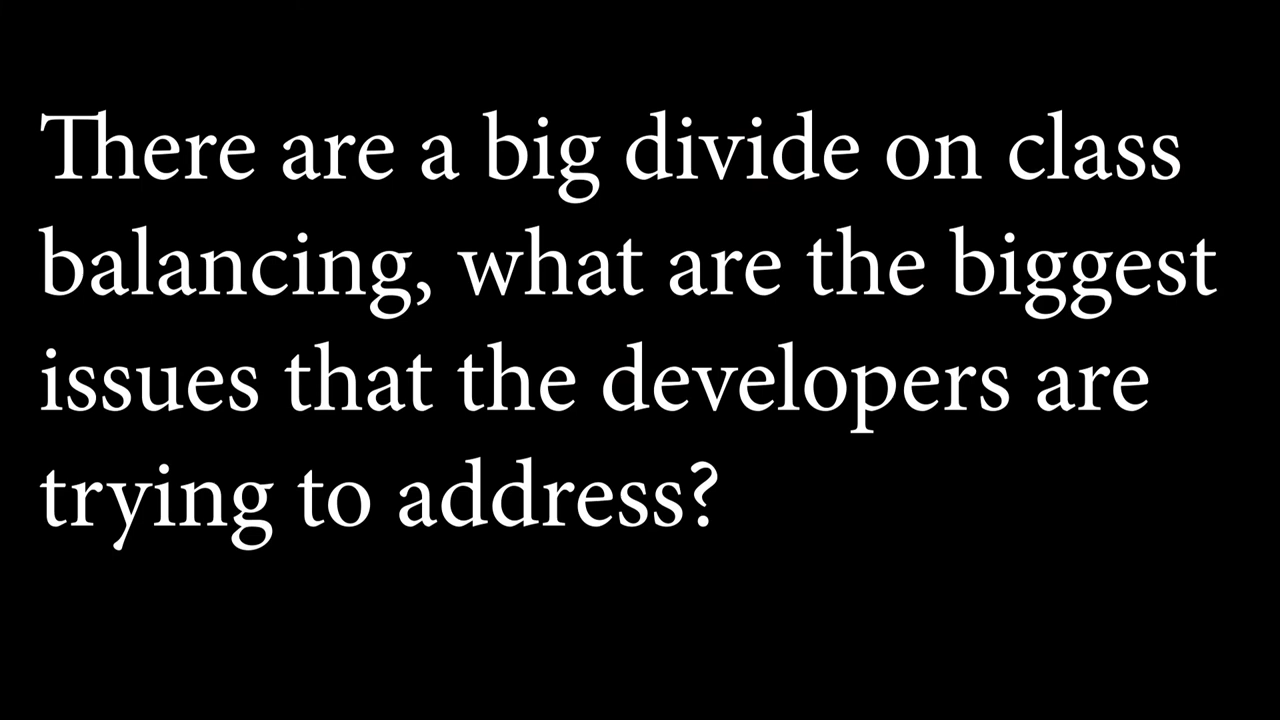 There are a big divide on class
balancing, what are the biggest
issues that the developers are
trying to address?